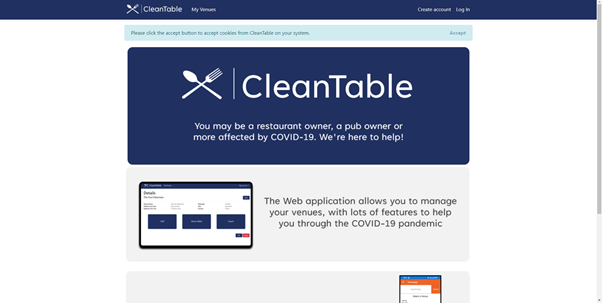 CleanTable My Venues Create account Log In
Please click the accept button to accept cookies from CleanTable on your system. Accept
CleanTable
You may be a restaurant owner, a pub owner or
more affected by COVID-19. We're here to help!
Details
The Web application allows you to manage
your venues, with lots of features to help
you through the COVID-19 pandemic